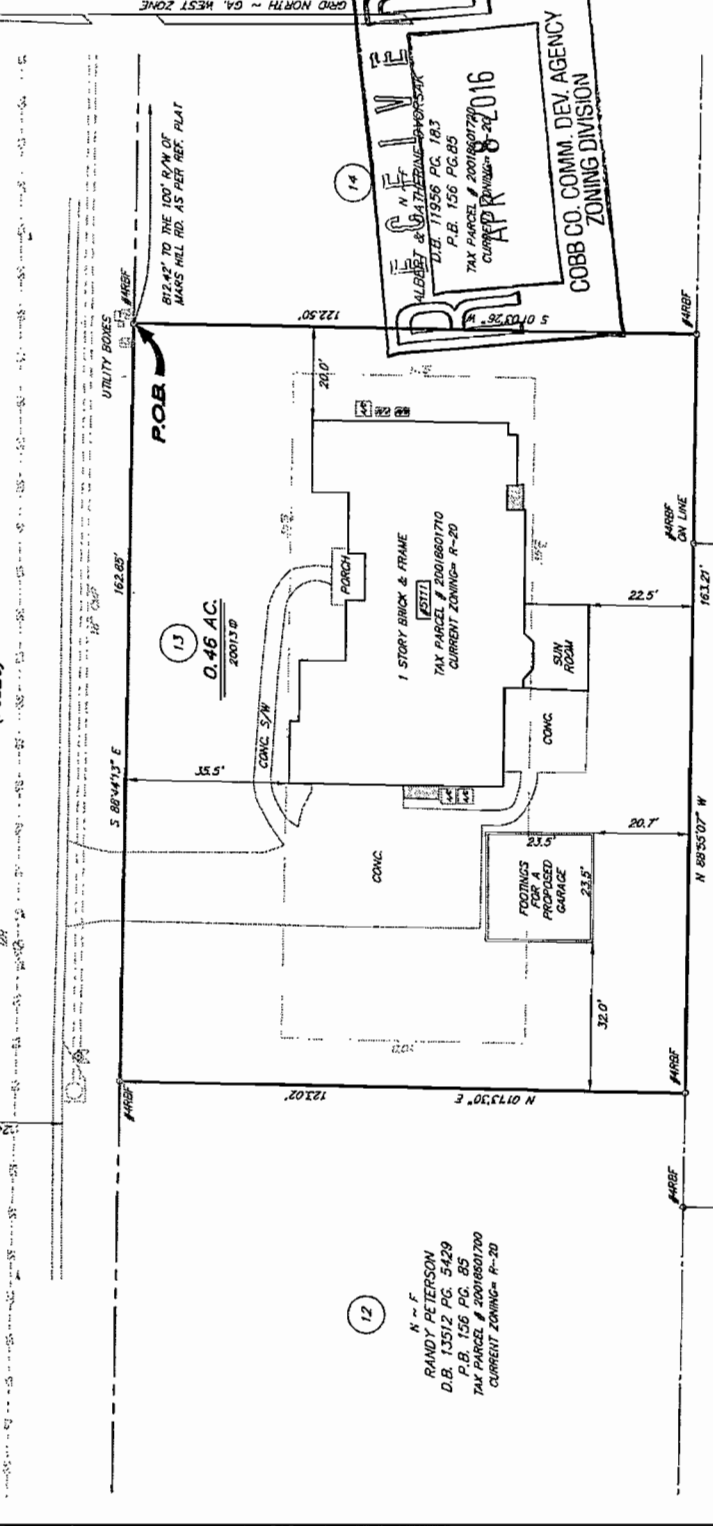 GRID NORTH ~ GA. WEST ZONE
812.42' TO THE 100' R/W OF
MARS HILL RD. AS PER REF. PLAT
UTILITY BOXES
#4RBF
P.O.B.
14
RECEIVED
APR - 8 2016
COBB CO. COMM. DEV. AGENCY
ZONING DIVISION
N ~ F
ALBERT & CATHERINE DVORSAK
D.B. 11956 PG. 183
P.B. 156 PG.85
TAX PARCEL # 20018601720
CURRENT ZONING= R-20
S 01°03'26" W
122.50'
#4RBF
S 88°44'13" E
162.65'
13
0.46 AC.
20013
20.0'
35.5'
CONC. S/W
PORCH
1 STORY BRICK & FRAME
#5111
TAX PARCEL # 20018601710
CURRENT ZONING= R-20
SUN
ROOM
22.5'
CONC.
CONC.
FOOTINGS
FOR A
PROPOSED
GARAGE
23.5'
23.5'
20.7'
32.0'
#4RBF
ON LINE
163.21'
N 88°55'07" W
#4RBF
123.02'
N 01°13'30" E
#4RBF
#4RBF
12
N ~ F
RANDY PETERSON
D.B. 13512 PG. 5429
P.B. 156 PG. 85
TAX PARCEL # 20018601700
CURRENT ZONING= R-20